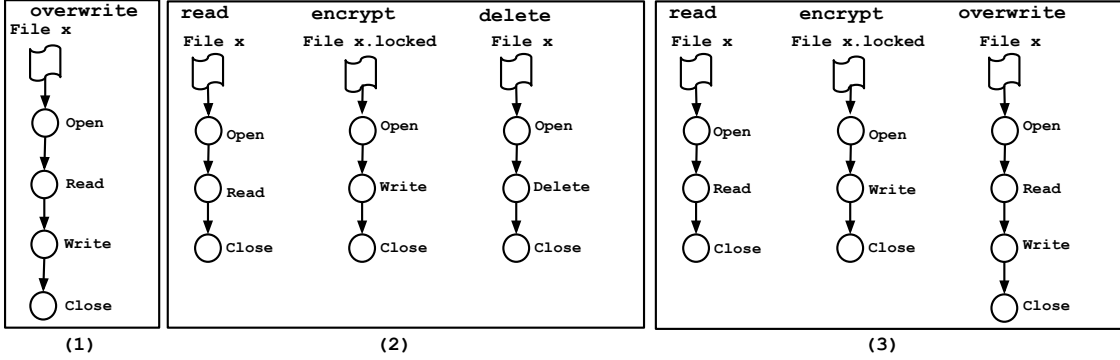 overwrite
File x
Open
Read
Write
Close
(1)
read encrypt delete
File x File x.locked File x
Open Open Open
Read Write Delete
Close Close Close
(2)
read encrypt overwrite
File x File x.locked File x
Open Open Open
Read Write Read
Close Close Write
Close
(3)